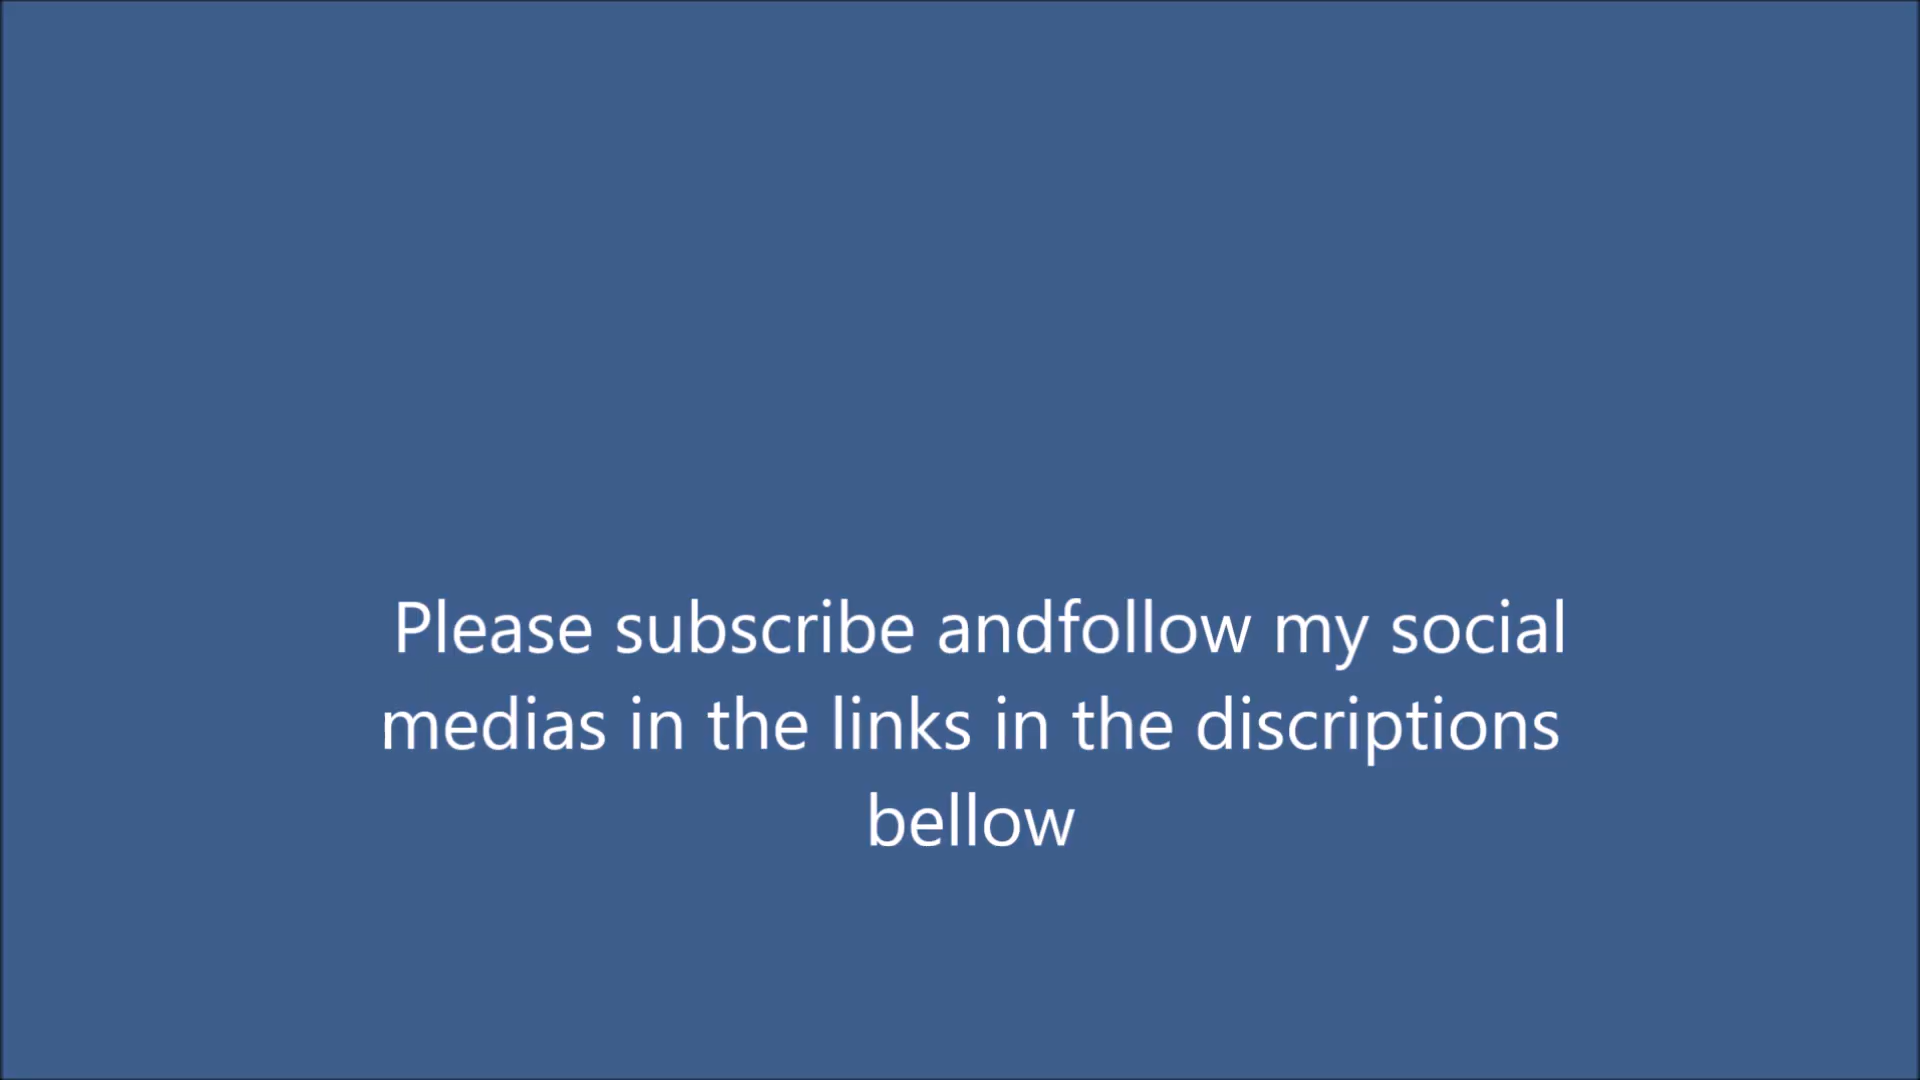 Please subscribe andfollow my social
medias in the links in the discriptions
bellow